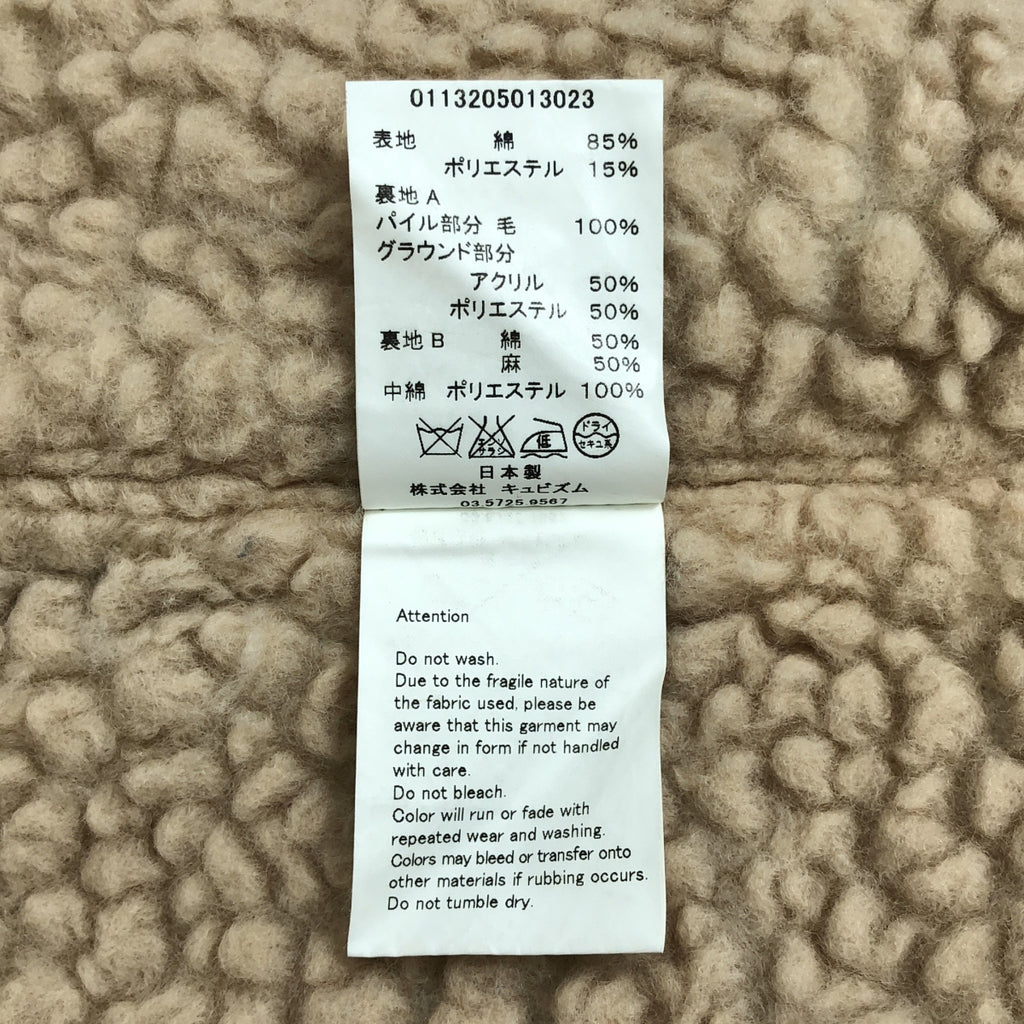 0113205013023
表地 綿 85%
ポリエステル 15%
裏地 A
パイル部分 毛 100%
グラウンド部分
アクリル 50%
ポリエステル 50%
裏地 B 綿 50%
麻 50%
中綿 ポリエステル 100%
エンソサラシ 低 ドライ セキユ系
日本製
株式会社 キュビズム
03 5725 9567
Attention
Do not wash.
Due to the fragile nature of
the fabric used, please be
aware that this garment may
change in form if not handled
with care.
Do not bleach.
Color will run or fade with
repeated wear and washing.
Colors may bleed or transfer onto
other materials if rubbing occurs.
Do not tumble dry.